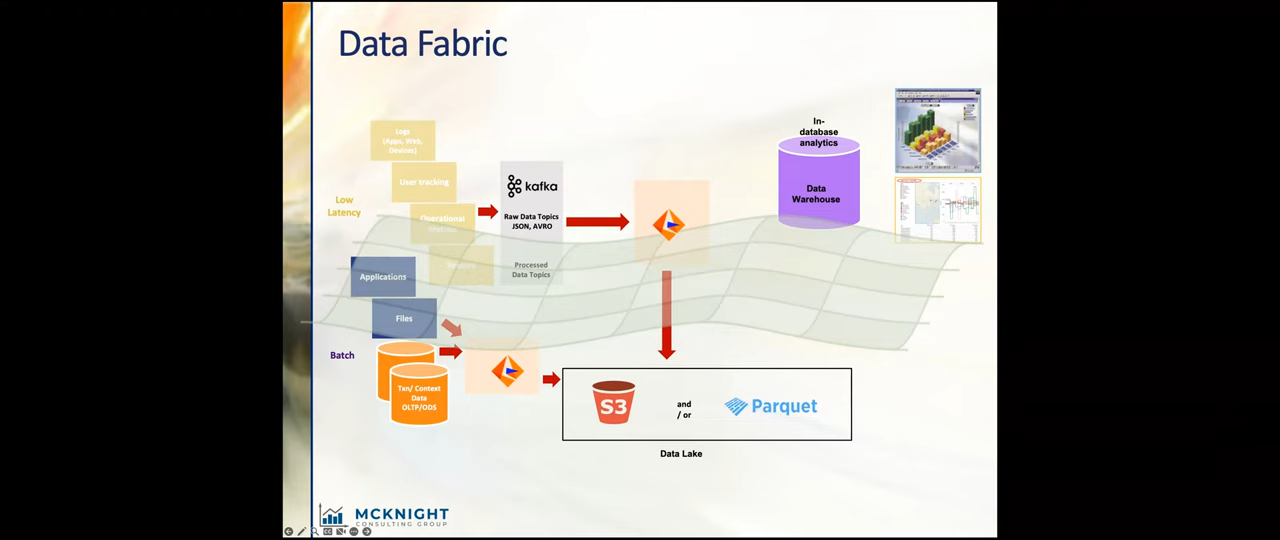 Data Fabric
In-
database
analytics
Logs
(Apps, Web,
Devices)
User tracking
Low
Latency
Operational
kafka
Raw Data Topics
JSON, AVRO
Processed
Data Topics
Data
Warehouse
Applications
Files
Batch
Txn/ Context
Data
OLTP/ODS
S3
and
/ or
Parquet
Data Lake
MCKNIGHT
CONSULTING GROUP